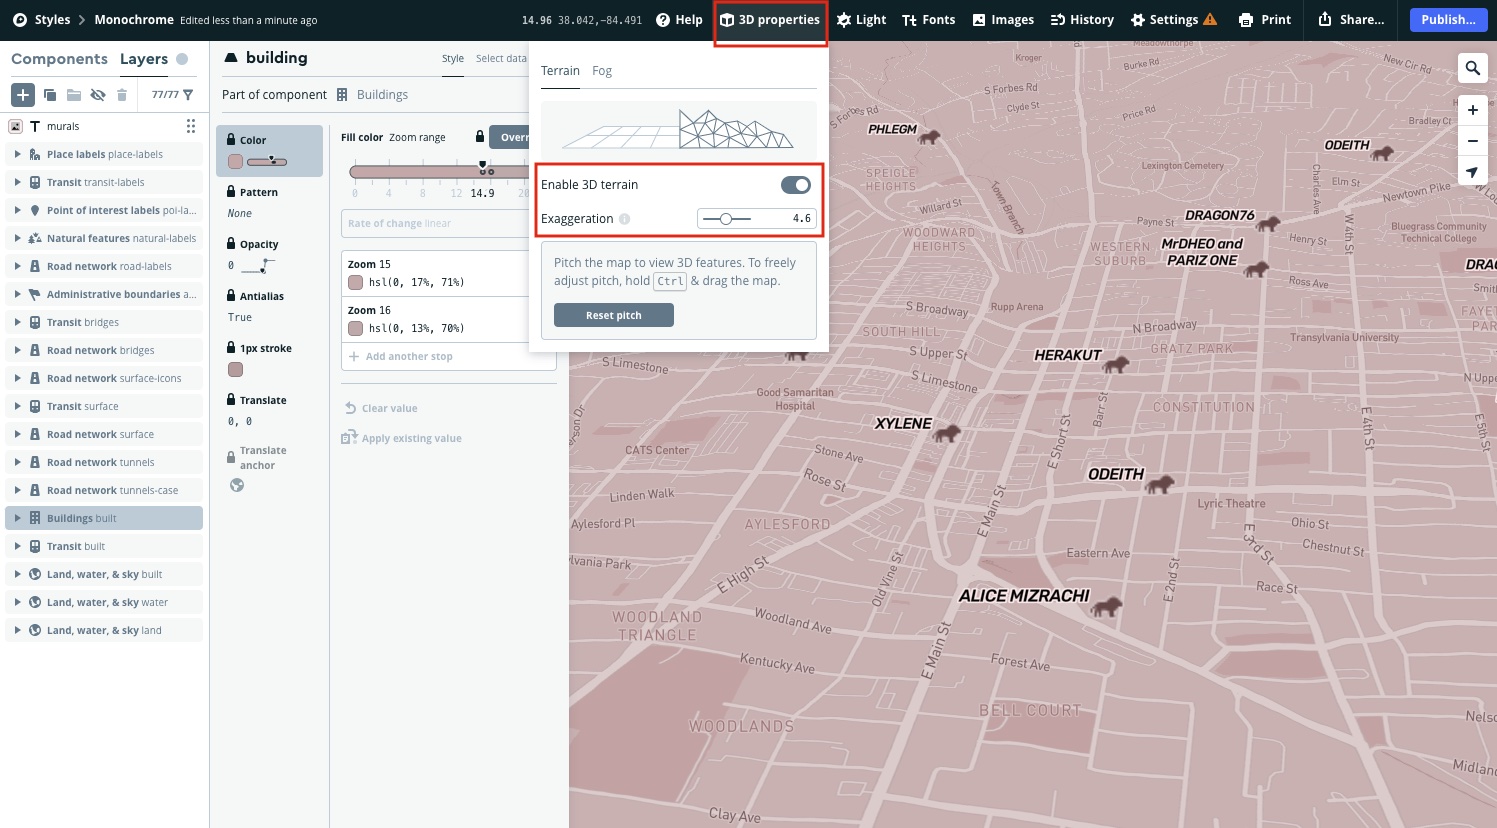 Styles
Monochrome
Edited less than a minute ago
14.96 38.042,-84.491
Help
3D properties
Light
Fonts
Images
History
Settings
Print
Share...
Publish...
Components
Layers
77/77
murals
Place labels place-labels
Transit transit-labels
Point of interest labels poi-la...
Natural features natural-labels
Road network road-labels
Administrative boundaries a...
Transit bridges
Road network bridges
Road network surface-icons
Transit surface
Road network surface
Road network tunnels
Road network tunnels-case
Buildings built
Transit built
Land, water, & sky built
Land, water, & sky water
Land, water, & sky land
building
Style
Select data
Part of component
Buildings
Color
Pattern
None
Opacity
0
Antialias
True
1px stroke
Translate
0, 0
Translate
anchor
Fill color Zoom range
Overr
0 4 8 12 14.9 20
Rate of change linear
Zoom 15
hsl(0, 17%, 71%)
Zoom 16
hsl(0, 13%, 70%)
Add another stop
Clear value
Apply existing value
Terrain
Fog
Enable 3D terrain
Exaggeration
4.6
Pitch the map to view 3D features. To freely
adjust pitch, hold Ctrl & drag the map.
Reset pitch
Meadowthorpe
Kroger
Burke Rd
New Cir Rd
S Forbes Rd
S Forbes Rd
Clyde St
Price Rd
Bradley Ct
PHLEGM
ODEITH
Lexington Cemetery
SPEIGLE
HEIGHTS
Elm St
Newtown Pike
Charles Ave
Willard St
Town Branch
DRAGON76
Payne St
W 4th St
Bluegrass Community
Technical College
WOODWARD
HEIGHTS
WESTERN
SUBURB
MrDHEO and
PARIZ ONE
Henry St
DRAG
Ross Ave
Smith
S Broadway
Rupp Arena
FAYE
PAR
N Broadway
SOUTH HILL
Transylvania University
S Upper St
HERAKUT
GRATZ PARK
S Limestone
S Limestone
N Uppe
Good Samaritan
Hospital
Barr St
CONSTITUTION
erson Dr
XYLENE
E Short St
E 4th St
E 5th St
CATS Center
Stone Ave
ODEITH
Rose St
Linden Walk
Lyric Theatre
E Main St
Aylesford Pl
AYLESFORD
Ohio St
E 3rd St
Chestnut St
Eastern Ave
lvania Park
E High St
Old Vine St
E 2nd St
Race St
ALICE MIZRACHI
WOODLAND
TRIANGLE
Woodland Ave
E Main St
Kentucky Ave
Forest Ave
BELL COURT
WOODLANDS
Nelso
Midlan
Clay Ave